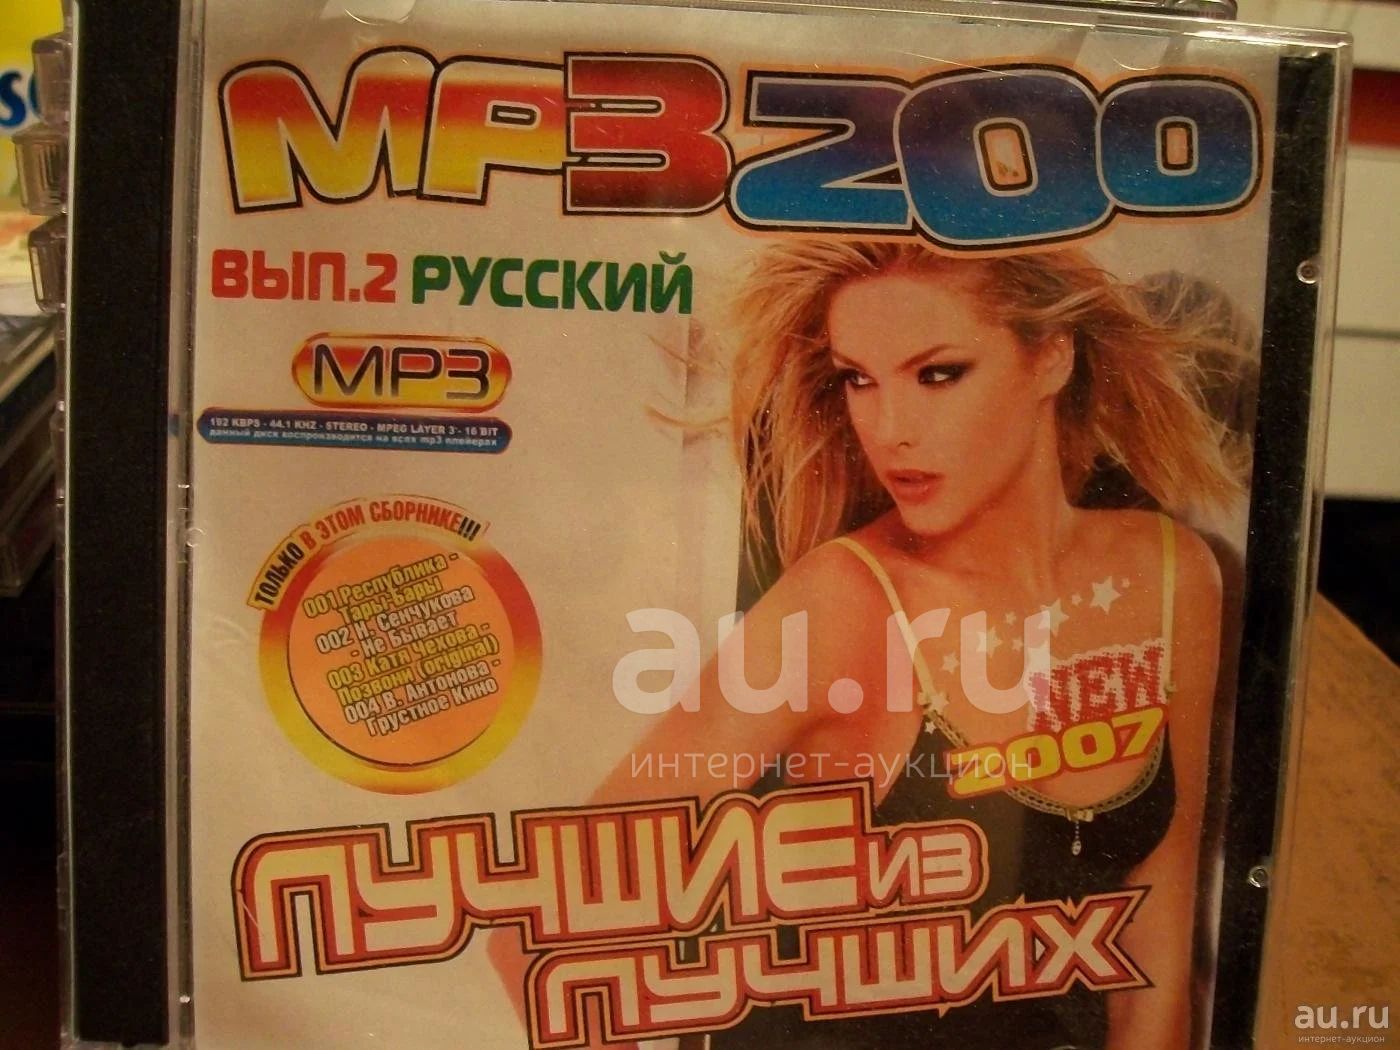 MP3 200
ВЫП.2 РУССКИЙ
MP3
192 KBPS - 44.1 KHZ - STEREO - MPEG LAYER 3 - 16 BIT
данный диск воспроизводится на всех mp3 плейерах
ТОЛЬКО В ЭТОМ СБОРНИКЕ!!!
001 Республика -
Тары-Бары
002 И. Сенчукова
- Не Бывает
003 Катя Чехова -
Позвони (original)
004 В. Антонова -
Грустное Кино
au.ru
интернет-аукцион
NEW
2007
ЛУЧШИЕ ИЗ
ЛУЧШИХ
au.ru
интернет-аукцион